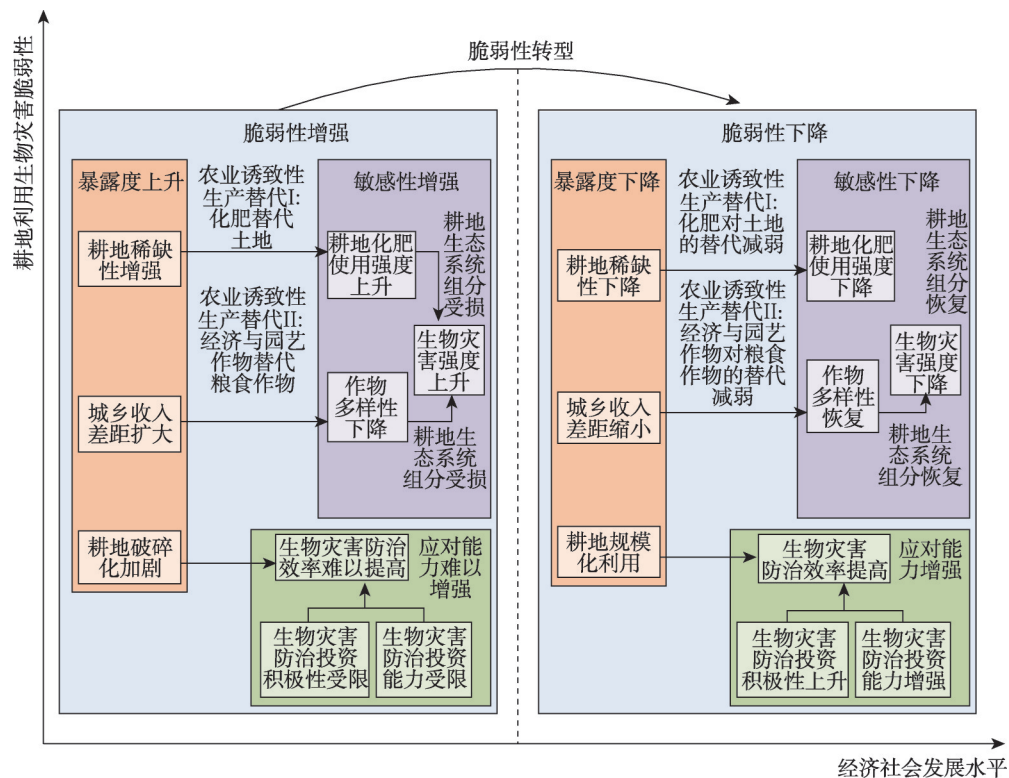 耕地利用生物灾害脆弱性
脆弱性转型
脆弱性增强
暴露度上升
耕地稀缺
性增强
城乡收入
差距扩大
耕地破碎
化加剧
农业诱致性
生产替代I:
化肥替代
土地
农业诱致性
生产替代II:
经济与园艺
作物替代
粮食作物
敏感性增强
耕地化肥
使用强度
上升
耕地
生态
系统
组分
受损
生物灾
害强度
上升
作物
多样性
下降
耕地生
态系统
组分受损
生物灾害防治
效率难以提高
应对能
力难以
增强
生物灾害
防治投资
积极性受限
生物灾害
防治投资
能力受限
脆弱性下降
暴露度下降
耕地稀缺
性下降
城乡收入
差距缩小
耕地规模
化利用
农业诱致性
生产替代I:
化肥对土地
的替代减弱
农业诱致性
生产替代II:
经济与园艺
作物对粮食
作物的替代
减弱
敏感性下降
耕地化肥
使用强度
下降
耕地
生态
系统
组分
恢复
生物灾
害强度
下降
作物
多样性
恢复
耕地生
态系统
组分恢复
生物灾害
防治效率提高
应对能
力增强
生物灾害
防治投资
积极性上升
生物灾害
防治投资
能力增强
经济社会发展水平